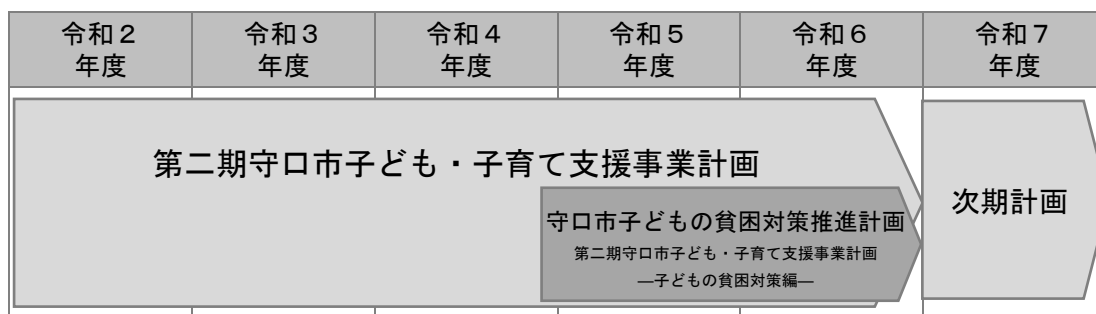 令和２
年度
令和３
年度
令和４
年度
令和５
年度
令和６
年度
令和７
年度
第二期守口市子ども・子育て支援事業計画
守口市子どもの貧困対策推進計画
第二期守口市子ども・子育て支援事業計画
―子どもの貧困対策編―
次期計画